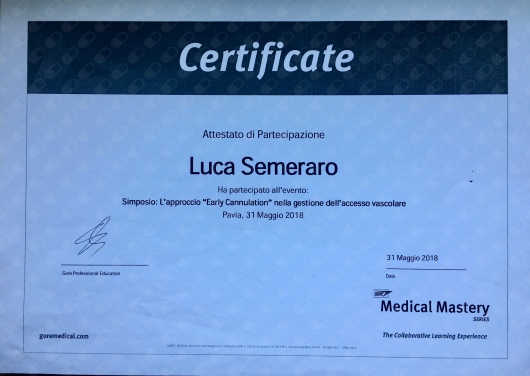 Certificate
Attestato di Partecipazione
Luca Semeraro
Ha partecipato all'evento:
Simposio: L'approccio "Early Cannulation" nella gestione dell'accesso vascolare
Pavia, 31 Maggio 2018
31 Maggio 2018
Gore Professional Education
Date
Medical Mastery
SERIES
goremedical.com
The Collaborative Learning Experience